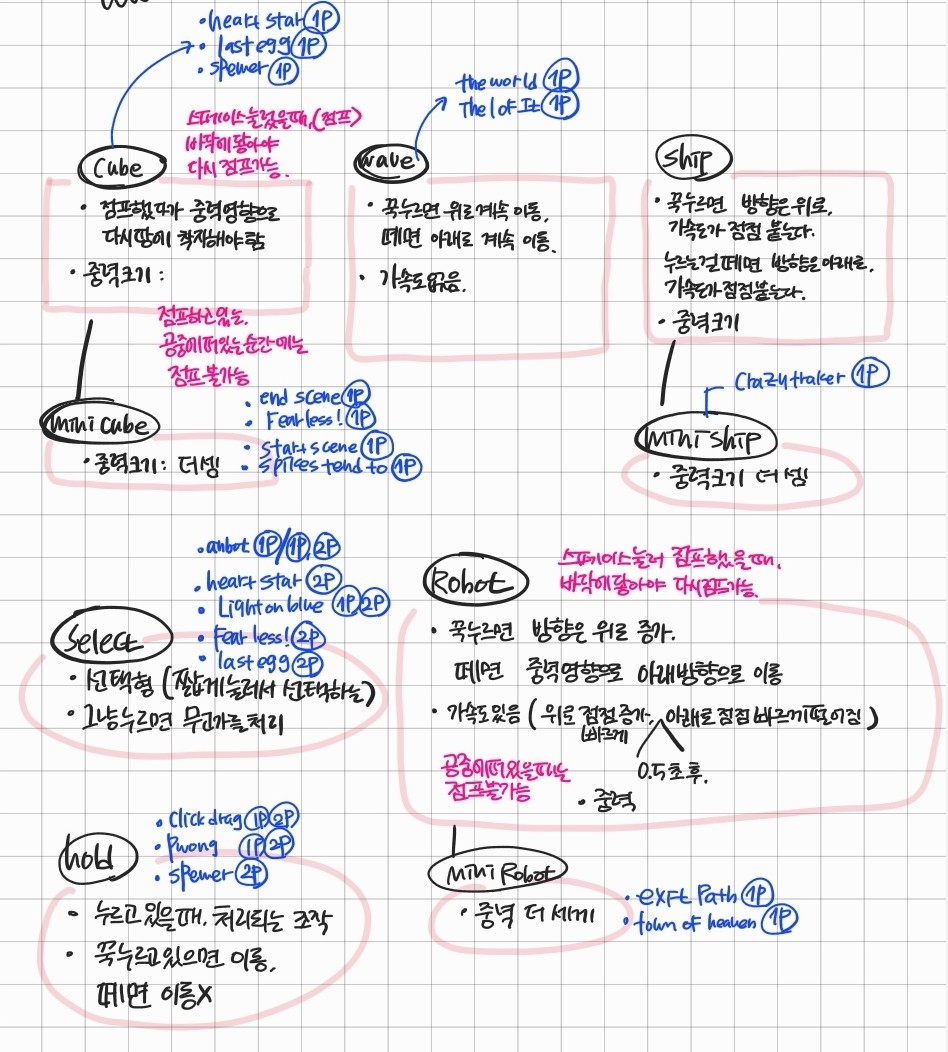 • heart star 1P
• last egg 1P
• spemer 1P
the world 1P
스페이스눌렀을때,(점프)
바닥에 닿아야
다시 점프가능.
Cube
wave
ship
• 점프했다가 중력영향으로
다시땅에 착지해야함
• 중력크기 :
• 꾹누르면 위로계속 이동,
떼면 아래로 계속 이동.
• 가속도없음.
• 꾹누르면 방향은 위로,
가속도가 점점 붙는다.
누르는걸떼면 방향은아래로,
가속도가점점붙는다.
• 중력크기
점프하고있는,
공중에떠있는순간에는
점프불가능
mini cube
• 중력크기: 더셈
• end scene 1P
• Fearless! 1P
• start scene 1P
• spikes tend to 1P
1P
mini ship
• 중력크기 더 셈
• anbot 1P/1P,2P
• heart star 2P
• Light on blue 1P 2P
• Fearless! 2P
• last egg 2P
Select
• 선택형 (짧게눌러서 선택하는)
• 그냥누르면 무언가를처리
Robot
스페이스눌러 점프했을때,
바닥에닿아야 다시점프가능.
• 꾹누르면 방향은 위로 증가.
떼면 중력영향으로 아래방향으로 이동
• 가속도있음 (위로점점증가, 아래로점점빠르게떨어짐)
빠르게
0.5초후,
공중에떠있을때는
점프불가능
• 중력
mini Robot
• 중력 더 세게
• town of heaven 1P
• Click drag 1P 2P
• Pwong 1P 2P
• spemer 2P
hold
• 누르고 있을때, 처리되는 조작
• 꾹누르고있으면 이동,
떼면 이동X